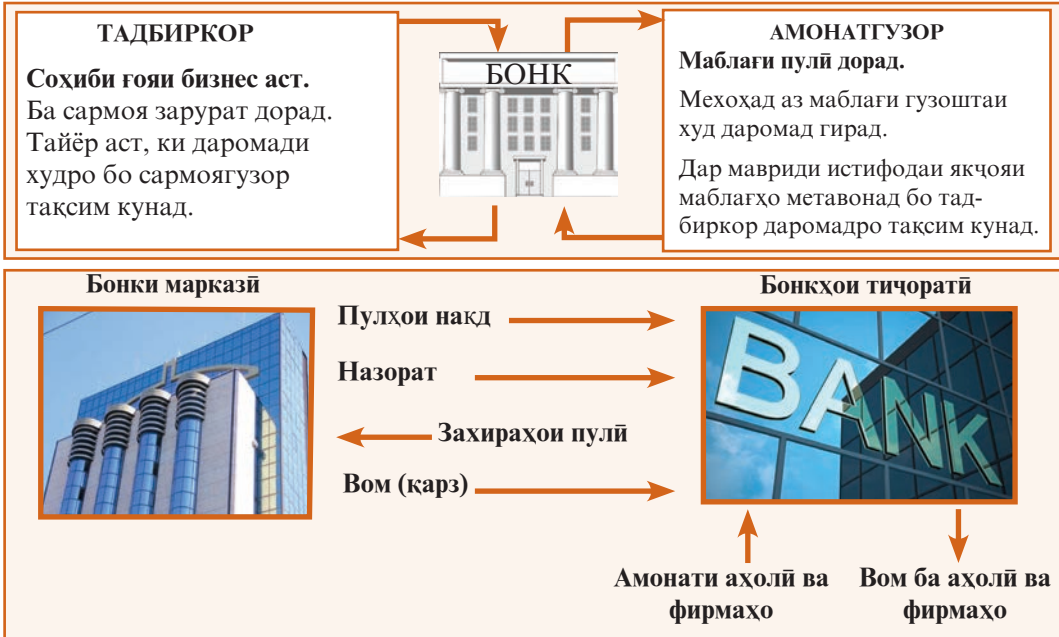 ТАДБИРКОР
Соҳиби ғояи бизнес аст.
Ба сармоя зарурат дорад.
Тайёр аст, ки даромади
худро бо сармоягузор
тақсим кунад.
БОНК
АМОНАТГУЗОР
Маблағи пулӣ дорад.
Мехоҳад аз маблағи гузоштаи
худ даромад гирад.
Дар мавриди истифодаи якҷояи
маблағҳо метавонад бо тад-
биркор даромадро тақсим кунад.
Бонки марказӣ
Бонкҳои тиҷоратӣ
Пулҳои нақд
Назорат
Захираҳои пулӣ
Вом (қарз)
BANK
Амонати аҳолӣ ва
фирмаҳо
Вом ба аҳолӣ ва
фирмаҳо